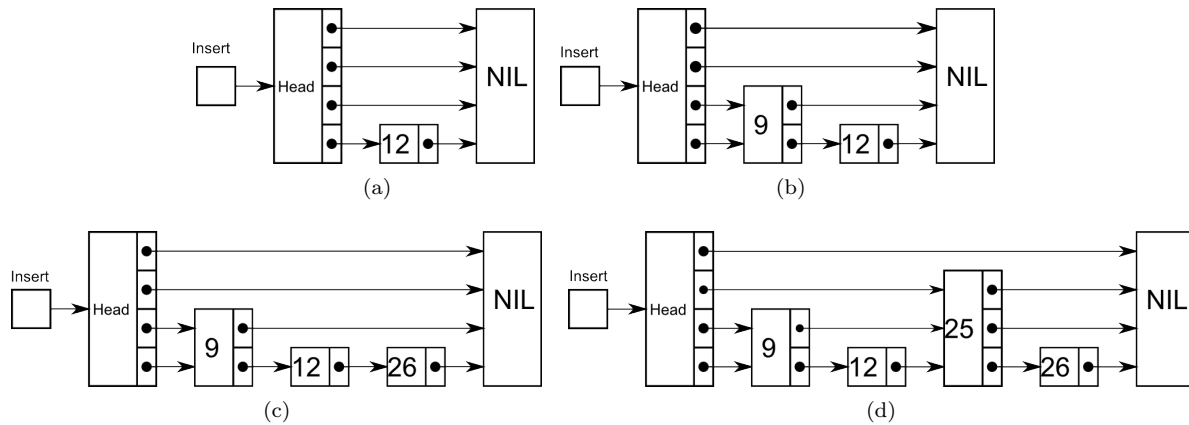 Insert
Head
12
NIL
(a)
Insert
Head
9
12
NIL
(b)
Insert
Head
9
12
26
NIL
(c)
Insert
Head
9
12
25
26
NIL
(d)